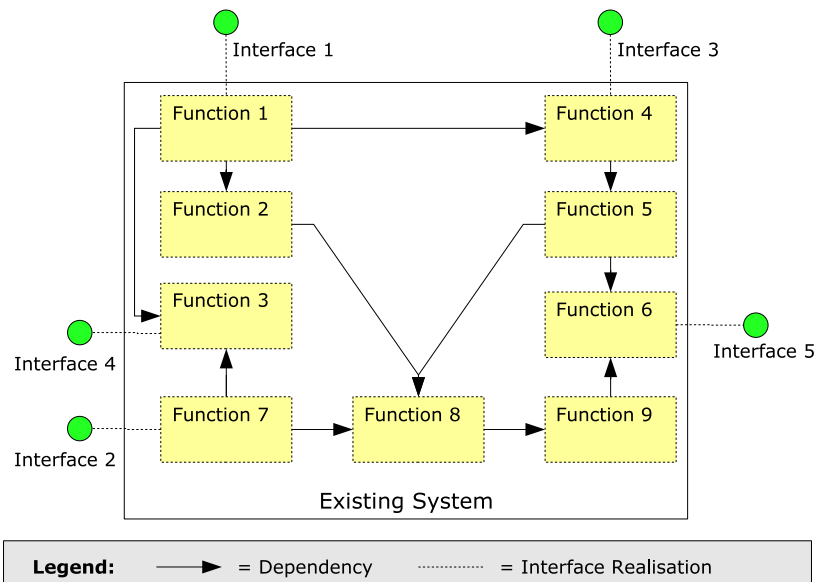 Interface 1
Interface 3
Function 1
Function 4
Function 2
Function 5
Function 3
Function 6
Interface 4
Interface 5
Function 7
Function 8
Function 9
Interface 2
Existing System
Legend: = Dependency = Interface Realisation